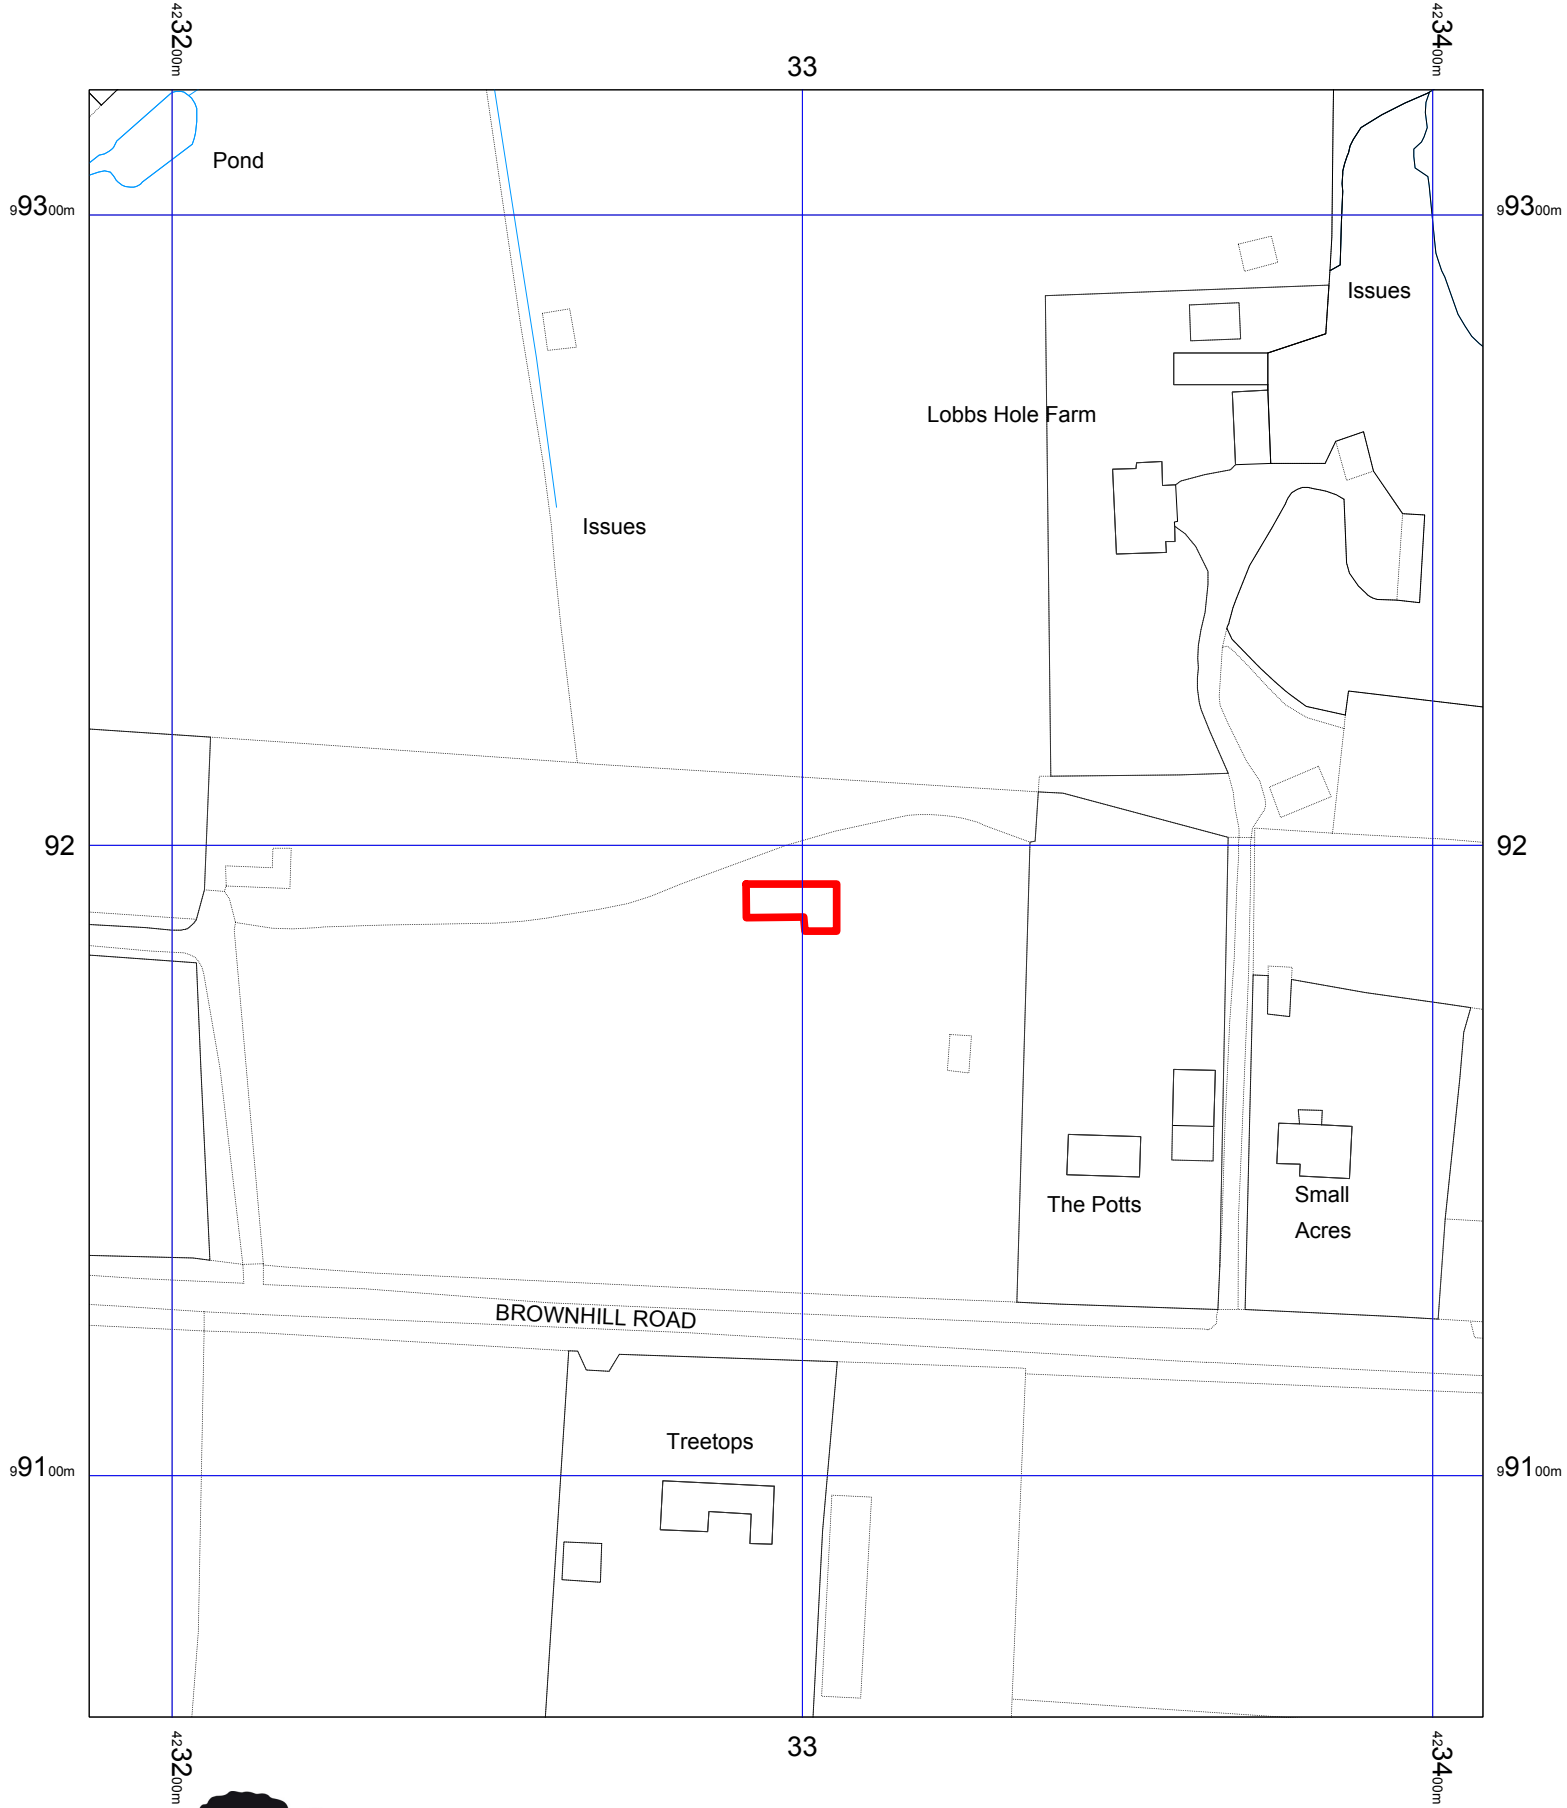 4232 00m
33
4234 00m
Pond
993 00m
993 00m
Issues
Lobbs Hole Farm
Issues
92
92
The Potts
Small
Acres
BROWNHILL ROAD
Treetops
991 00m
991 00m
4232 00m
33
4234 00m